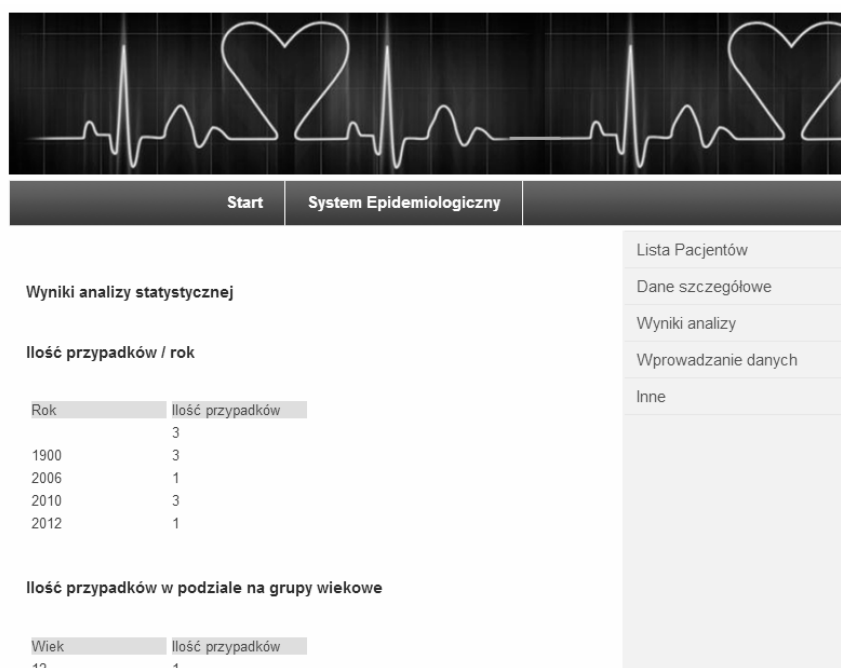 Start System Epidemiologiczny
Lista Pacjentów
Dane szczegółowe
Wyniki analizy
Wprowadzanie danych
Inne
Wyniki analizy statystycznej
Ilość przypadków / rok
Rok Ilość przypadków
3
1900 3
2006 1
2010 3
2012 1
Ilość przypadków w podziale na grupy wiekowe
Wiek Ilość przypadków